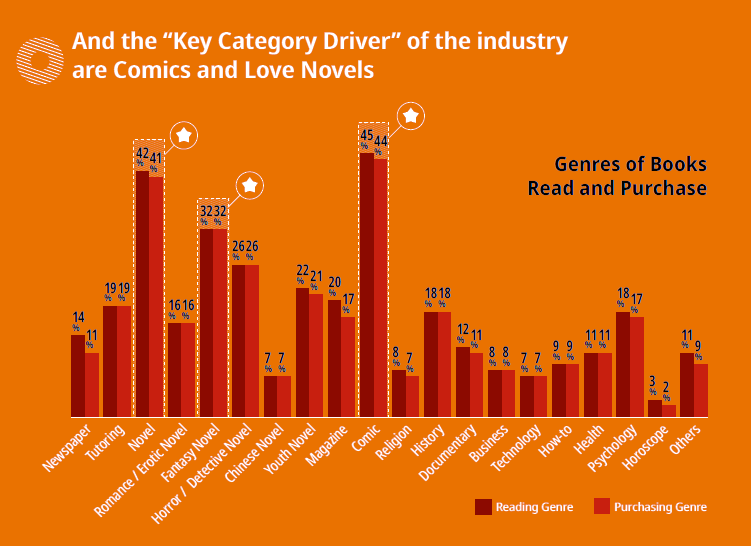 And the “Key Category Driver” of the industry
are Comics and Love Novels
Genres of Books
Read and Purchase
14 %
11 %
19 %
19 %
42 %
41 %
16 %
16 %
32 %
32 %
26 %
26 %
7 %
7 %
22 %
21 %
20 %
17 %
45 %
44 %
8 %
7 %
18 %
18 %
12 %
11 %
8 %
8 %
7 %
7 %
9 %
9 %
11 %
11 %
18 %
17 %
3 %
2 %
11 %
9 %
Newspaper
Tutoring
Novel
Romance / Erotic Novel
Fantasy Novel
Horror / Detective Novel
Chinese Novel
Youth Novel
Magazine
Comic
Religion
History
Documentary
Business
Technology
How-to
Health
Psychology
Horoscope
Others
Reading Genre
Purchasing Genre